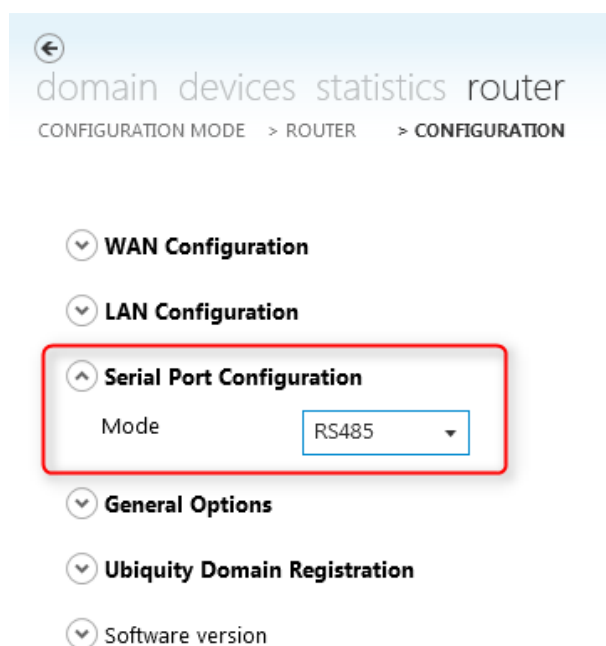 domain devices statistics router
CONFIGURATION MODE > ROUTER > CONFIGURATION
WAN Configuration
LAN Configuration
Serial Port Configuration
Mode RS485
General Options
Ubiquity Domain Registration
Software version